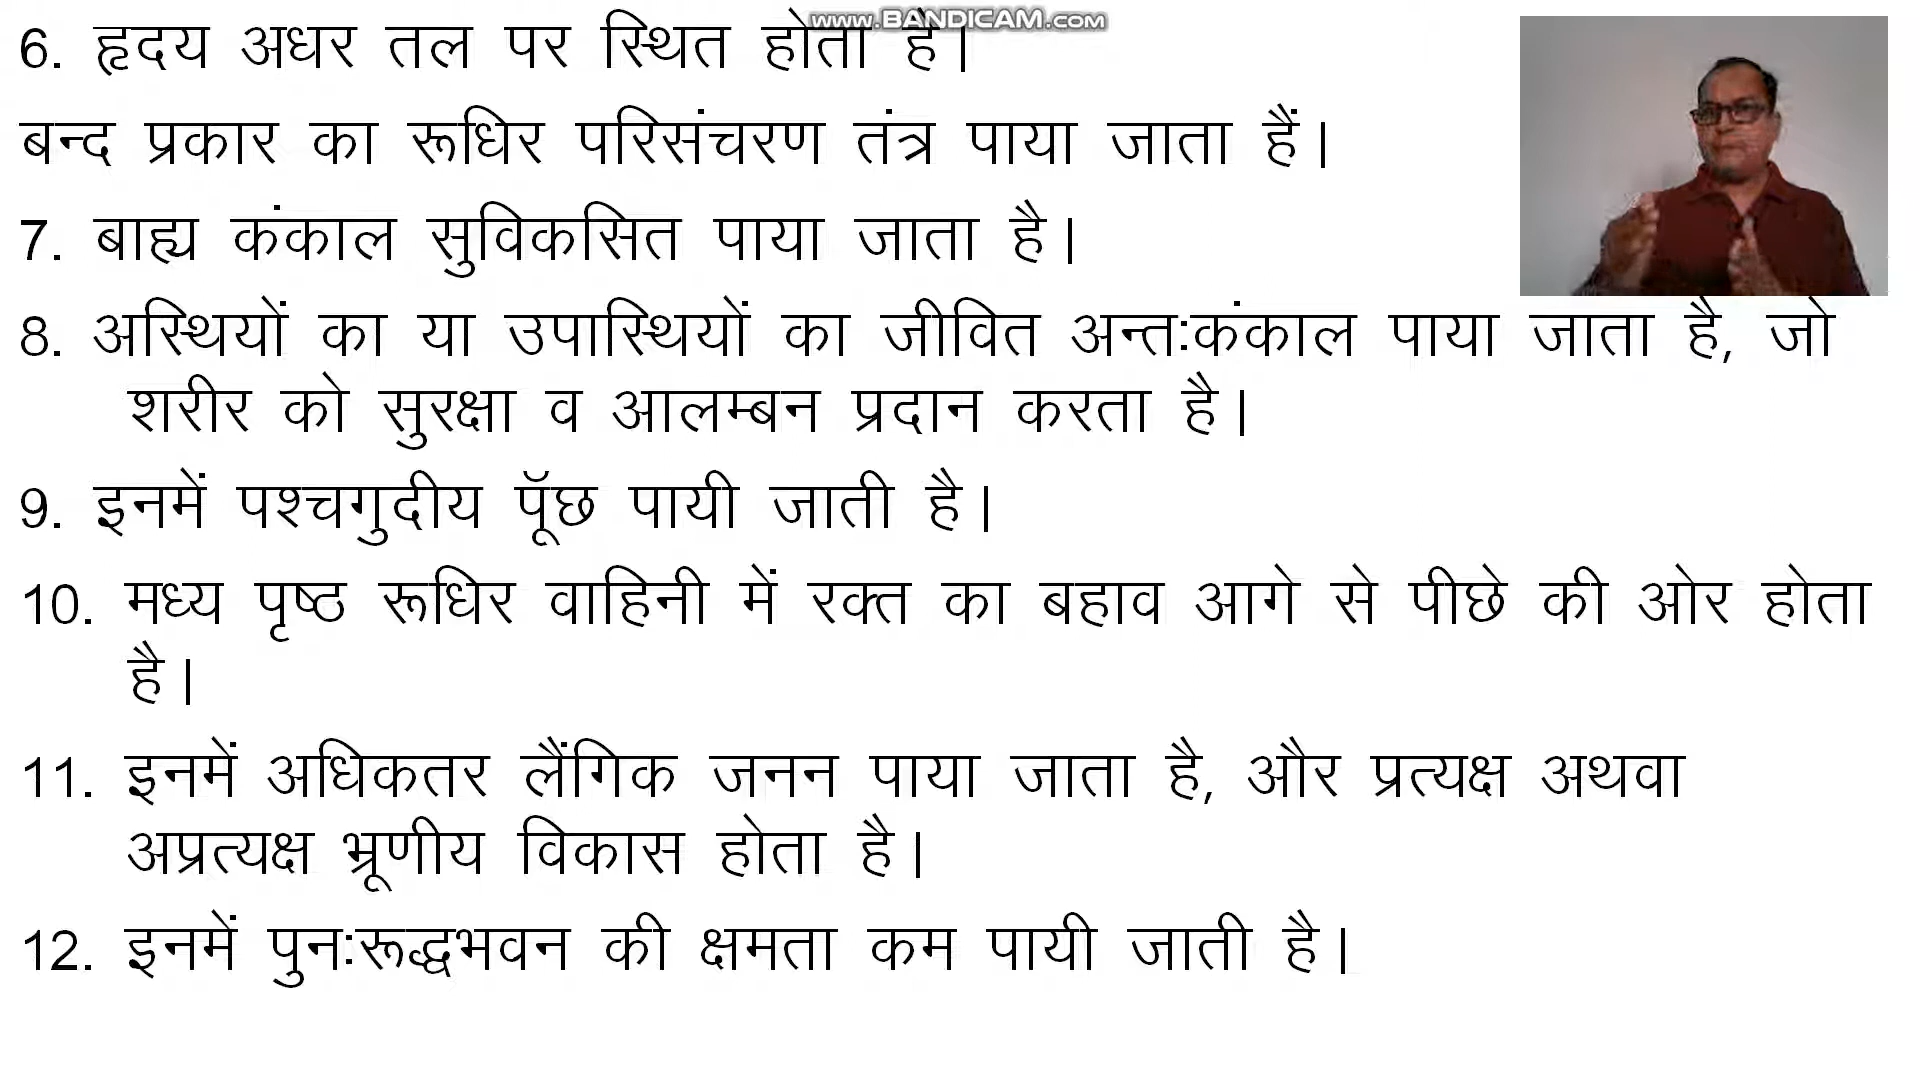 www.BANDICAM.com
6. हृदय अधर तल पर स्थित होता है।
बन्द प्रकार का रूधिर परिसंचरण तंत्र पाया जाता हैं।
7. बाह्य कंकाल सुविकसित पाया जाता है।
8. अस्थियों का या उपास्थियों का जीवित अन्तःकंकाल पाया जाता है, जो
शरीर को सुरक्षा व आलम्बन प्रदान करता है।
9. इनमें पश्चगुदीय पूॅंछ पायी जाती है।
10. मध्य पृष्ठ रूधिर वाहिनी में रक्त का बहाव आगे से पीछे की ओर होता
है।
11. इनमें अधिकतर लैंगिक जनन पाया जाता है, और प्रत्यक्ष अथवा
अप्रत्यक्ष भ्रूणीय विकास होता है।
12. इनमें पुनःरूद्धभवन की क्षमता कम पायी जाती है।